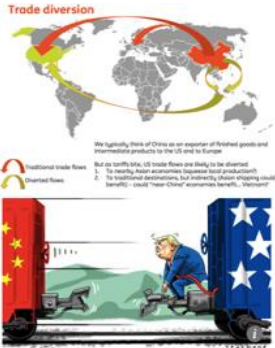 Trade diversion
We typically think of China as an exporter of finished goods and
intermediate products to the US and to Europe
Traditional trade flows
Diverted flows
But as tariffs bite, US trade flows are likely to be diverted
1. To nearby Asian economies (squeeze local production?)
2. To traditional destinations, but indirectly (Asian shipping could
benefit) - could "near-China" economies benefit... Vietnam?